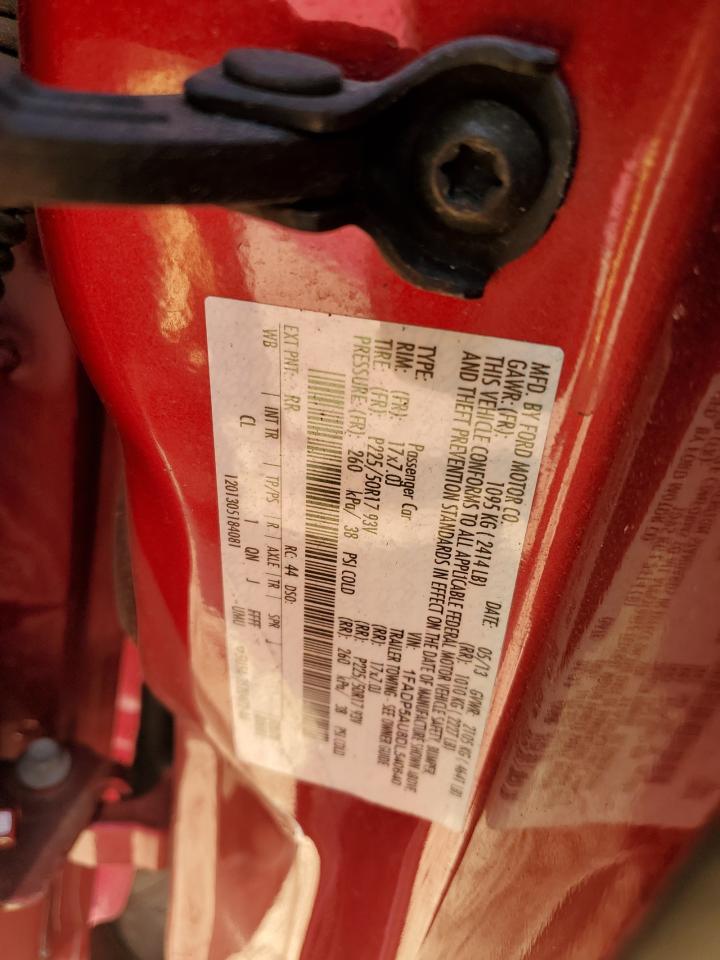 MFD. BY FORD MOTOR CO.
DATE: 05/13 GVWR: 2105 KG ( 4641 LB)
GAWR: (FR): 1095 KG ( 2414 LB) (RR): 1010 KG ( 2227 LB)
THIS VEHICLE CONFORMS TO ALL APPLICABLE FEDERAL MOTOR VEHICLE SAFETY, BUMPER
AND THEFT PREVENTION STANDARDS IN EFFECT ON THE DATE OF MANUFACTURE SHOWN ABOVE.
VIN: 1FADP5AU8DL540840
TYPE: Passenger Car TRAILER TOWING - SEE OWNER GUIDE
RIM: (FR): 17x7.0J (RR): 17x7.0J
TIRE: (FR): P225/50R17 93V (RR): P225/50R17 93V
PRESSURE: (FR): 260 kPa/ 38 PSI COLD (RR): 260 kPa/ 38 PSI COLD
EXT PNT: RR RC: 44 DSO:
WB | INT TR | TP/PS | R | AXLE | TR | SPR
CL 1 QN J FFFF
1201305184081 -UMU